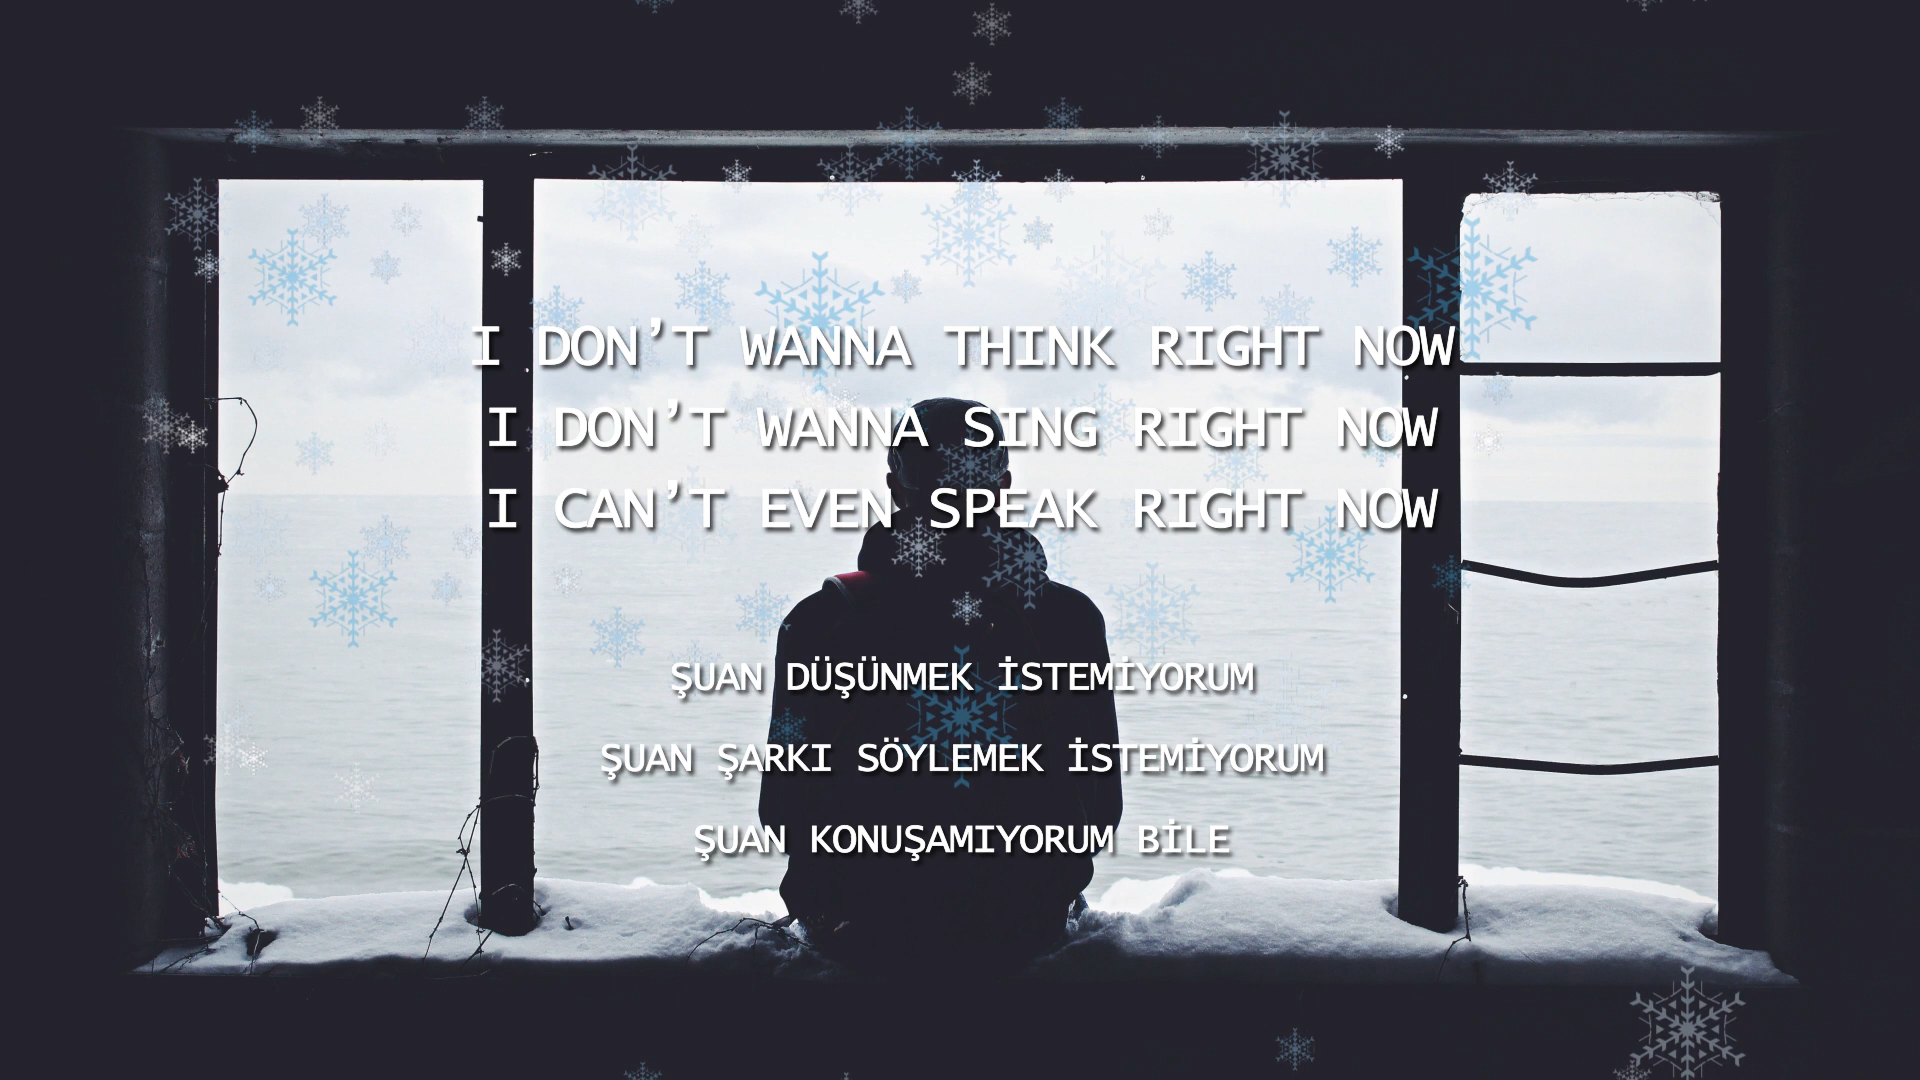 I DON’T WANNA THINK RIGHT NOW
I DON’T WANNA SING RIGHT NOW
I CAN’T EVEN SPEAK RIGHT NOW
ŞUAN DÜŞÜNMEK İSTEMİYORUM
ŞUAN ŞARKI SÖYLEMEK İSTEMİYORUM
ŞUAN KONUŞAMIYORUM BİLE